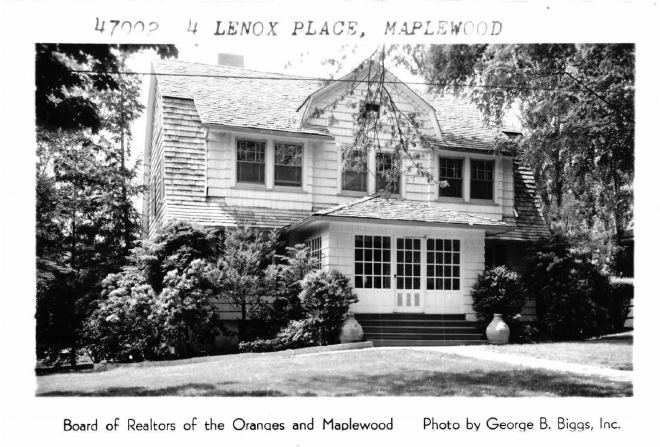 47002 4 LENOX PLACE, MAPLEWOOD
Board of Realtors of the Oranges and Maplewood Photo by George B. Biggs, Inc.